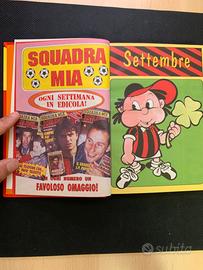 SQUADRA
MIA
OGNI SETTIMANA
IN EDICOLA!
OGNI NUMERO UN
FAVOLOSO OMAGGIO!
Settembre
subito